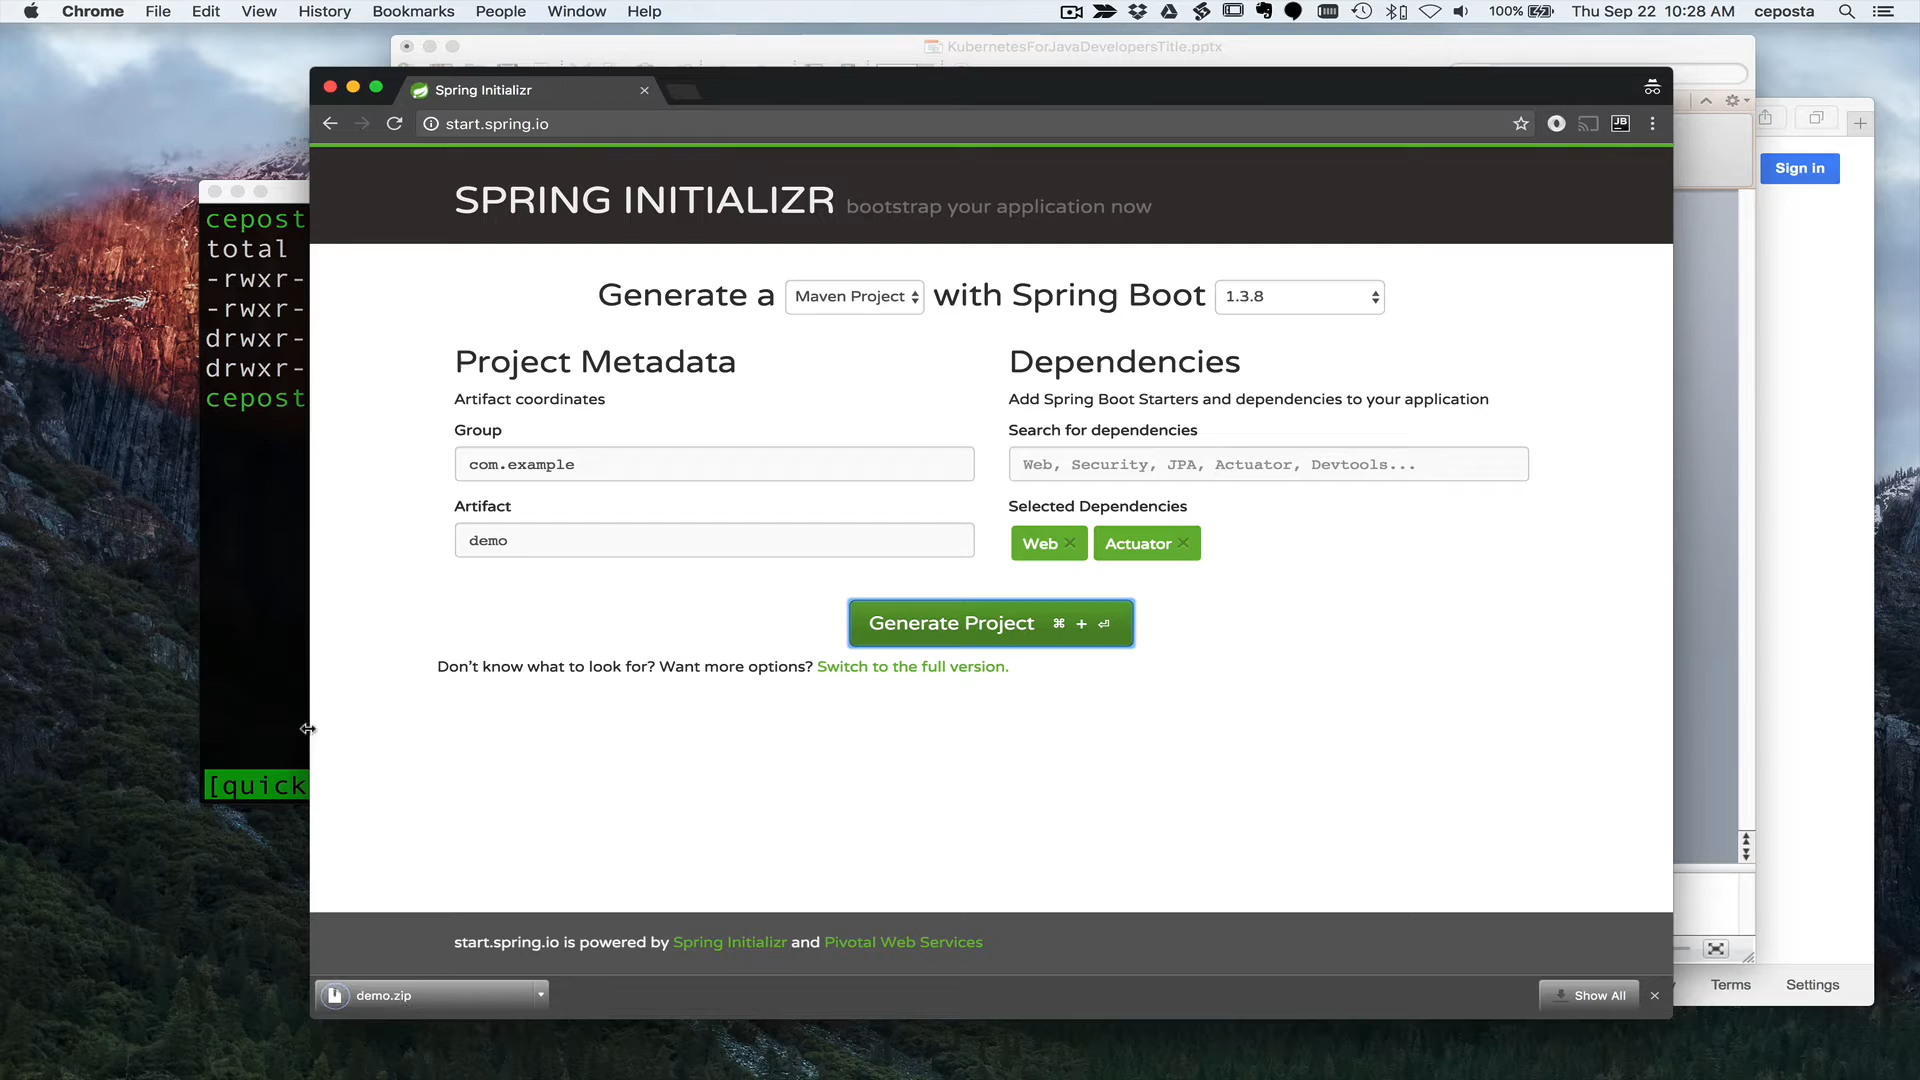 Chrome File Edit View History Bookmarks People Window Help
100% Thu Sep 22 10:28 AM ceposta
KubernetesForJavaDevelopersTitle.pptx
Spring Initializr
start.spring.io
JB
Sign in
cepost
total
-rwxr-
-rwxr-
drwxr-
drwxr-
cepost
[quick
SPRING INITIALIZR bootstrap your application now
Generate a Maven Project with Spring Boot 1.3.8
Project Metadata
Artifact coordinates
Group
com.example
Artifact
demo
Dependencies
Add Spring Boot Starters and dependencies to your application
Search for dependencies
Web, Security, JPA, Actuator, Devtools...
Selected Dependencies
Web × Actuator ×
Generate Project ⌘ + ⏎
Don't know what to look for? Want more options? Switch to the full version.
start.spring.io is powered by Spring Initializr and Pivotal Web Services
demo.zip
Show All
Terms Settings